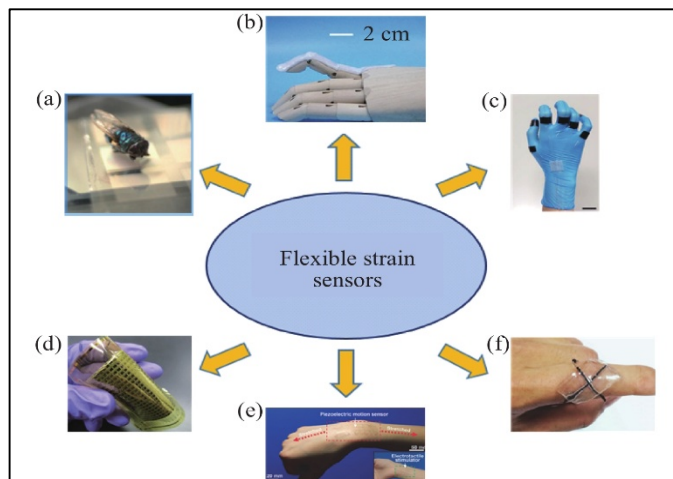 (b)
2 cm
(a)
(c)
Flexible strain
sensors
(d)
(f)
(e)
Piezoelectric motion sensor
Electrotactile
stimulator